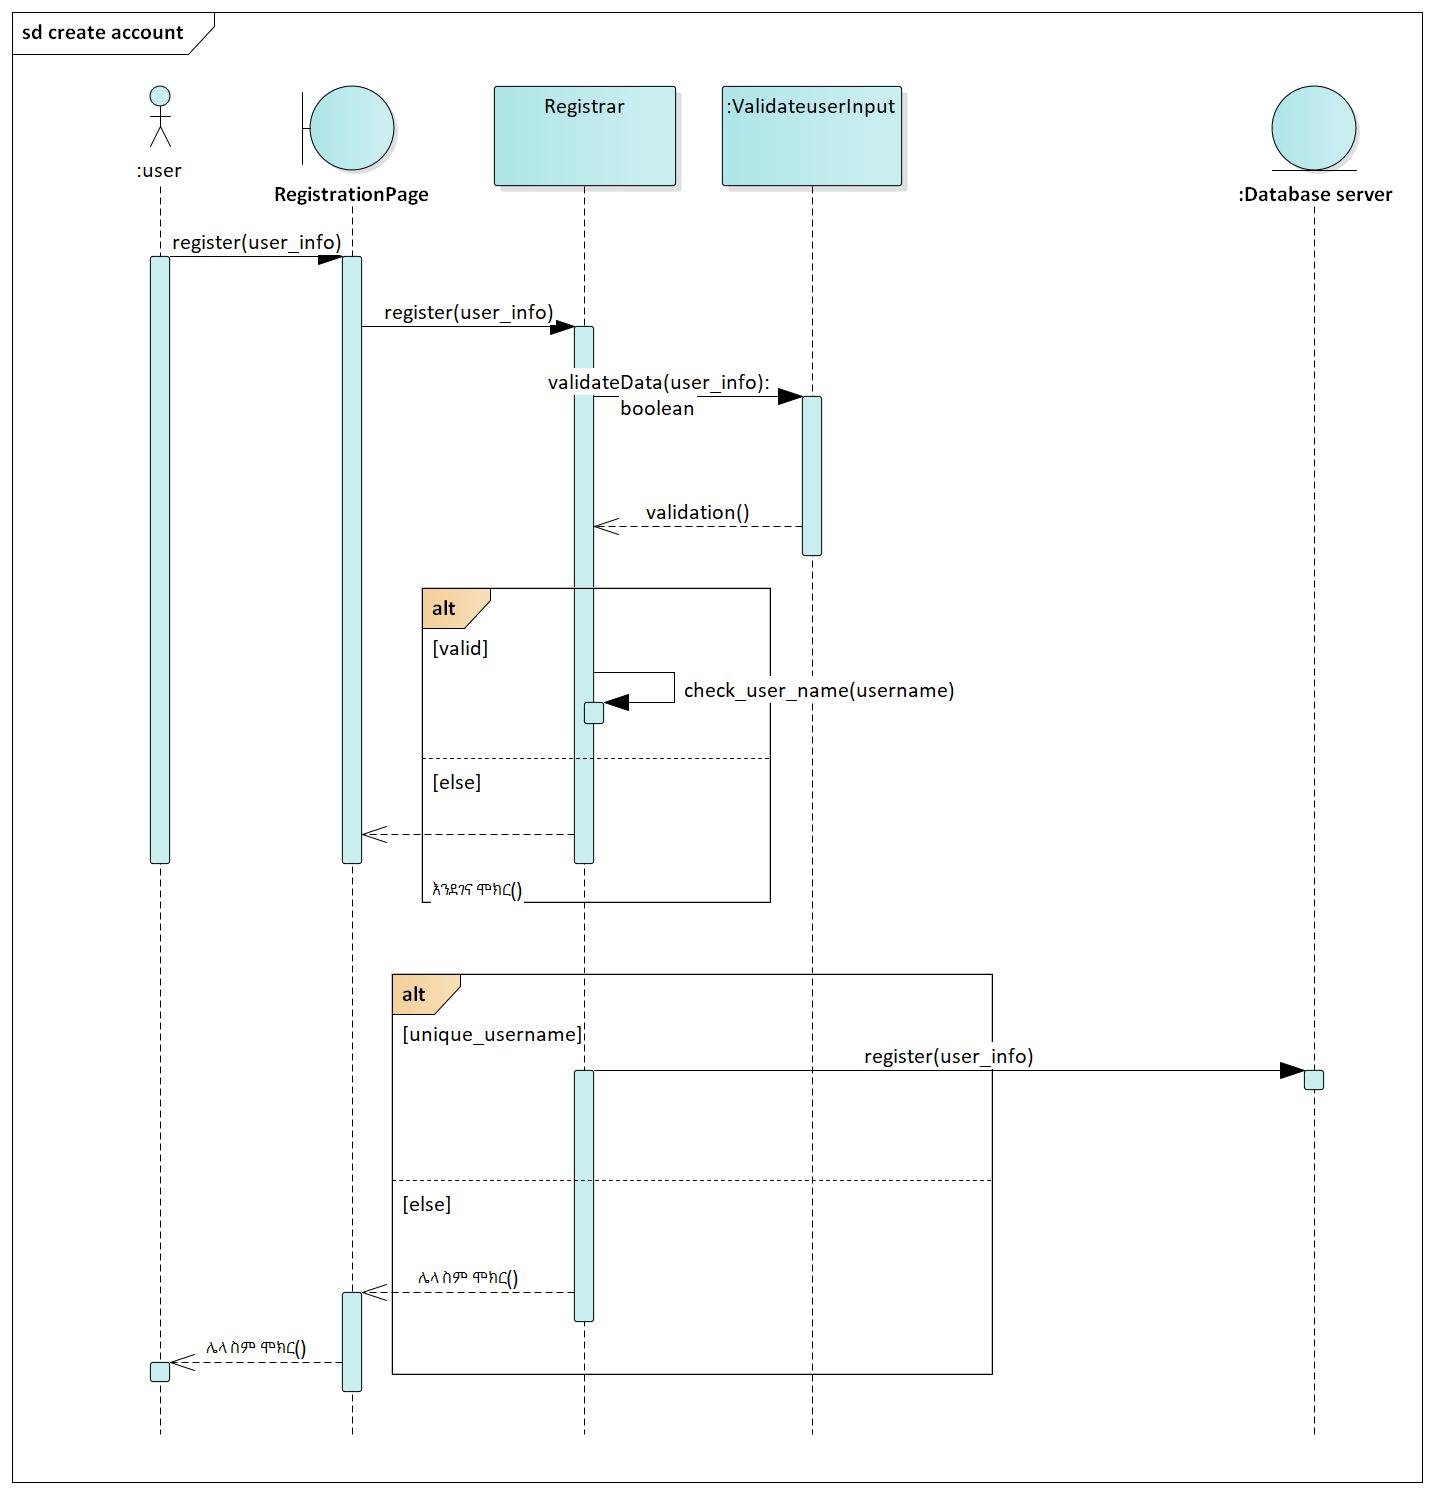 sd create account
:user
RegistrationPage
Registrar
:ValidateuserInput
:Database server
register(user_info)
register(user_info)
validateData(user_info):
boolean
validation()
alt
[valid]
check_user_name(username)
[else]
እንደገና ሞክር()
alt
[unique_username]
register(user_info)
[else]
ሌላ ስም ሞክር()
ሌላ ስም ሞክር()